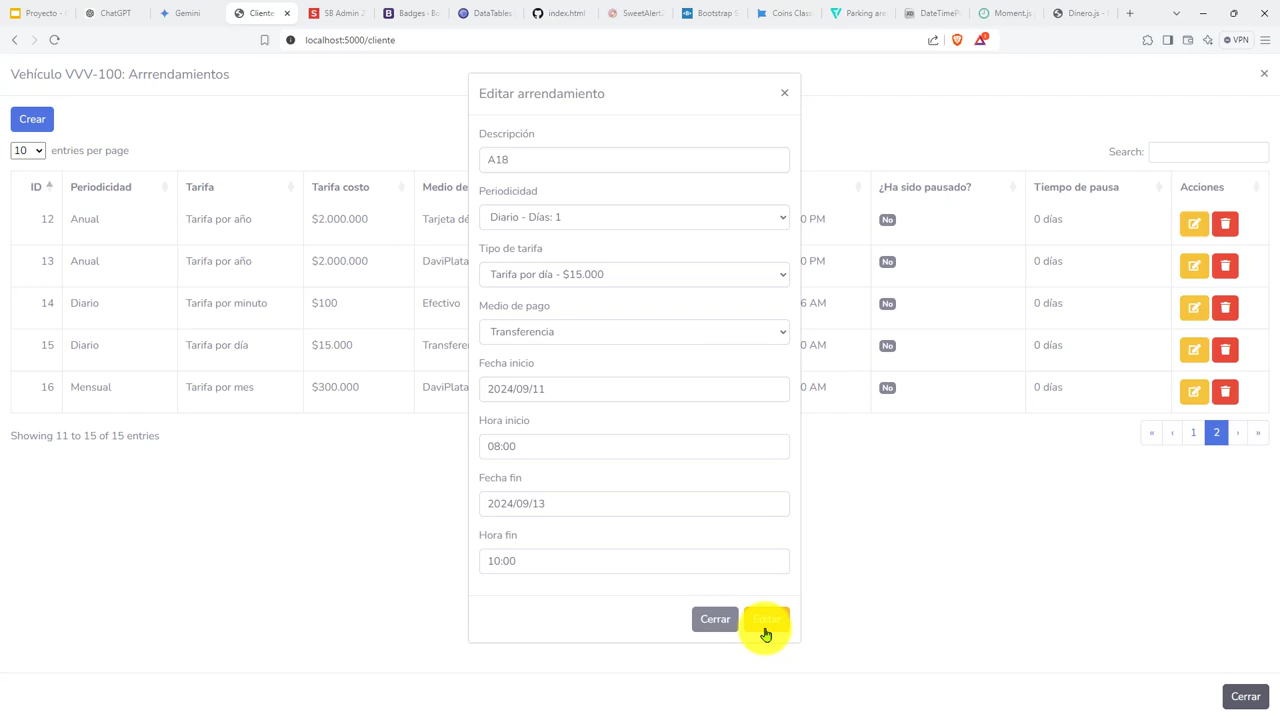 Proyecto -
ChatGPT
Gemini
Cliente
SB Admin 2
Badges - Bo
DataTables
index.html
SweetAlert2
Bootstrap S
Coins Class
Parking are
DateTimePi
Moment.js
Dinero.js -
localhost:5000/cliente
VPN
Vehículo VVV-100: Arrrendamientos
Crear
10 entries per page
Search:
ID Periodicidad Tarifa Tarifa costo Medio de ¿Ha sido pausado? Tiempo de pausa Acciones
12 Anual Tarifa por año $2.000.000 Tarjeta dé 0 PM No 0 días
13 Anual Tarifa por año $2.000.000 DaviPlata 0 PM No 0 días
14 Diario Tarifa por minuto $100 Efectivo 6 AM No 0 días
15 Diario Tarifa por día $15.000 Transfere 0 AM No 0 días
16 Mensual Tarifa por mes $300.000 DaviPlata 0 AM No 0 días
Showing 11 to 15 of 15 entries
« ‹ 1 2 › »
Editar arrendamiento
Descripción
A18
Periodicidad
Diario - Días: 1
Tipo de tarifa
Tarifa por día - $15.000
Medio de pago
Transferencia
Fecha inicio
2024/09/11
Hora inicio
08:00
Fecha fin
2024/09/13
Hora fin
10:00
Cerrar Editar
Cerrar